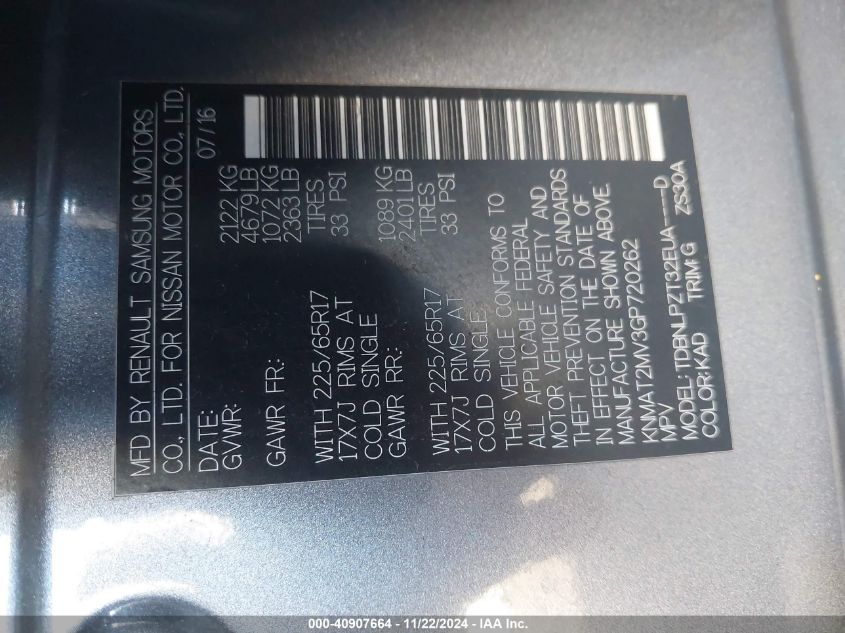 MFD BY RENAULT SAMSUNG MOTORS
CO., LTD. FOR NISSAN MOTOR CO., LTD.
DATE: 07/16
GVWR: 2122 KG
4679 LB
GAWR FR: 1072 KG
2363 LB
WITH 225/65R17 TIRES
17X7J RIMS AT 33 PSI
COLD SINGLE
GAWR RR: 1089 KG
2401 LB
WITH 225/65R17 TIRES
17X7J RIMS AT 33 PSI
COLD SINGLE
THIS VEHICLE CONFORMS TO
ALL APPLICABLE FEDERAL
MOTOR VEHICLE SAFETY AND
THEFT PREVENTION STANDARDS
IN EFFECT ON THE DATE OF
MANUFACTURE SHOWN ABOVE.
KNMAT2MV3GP720262
MPV
MODEL: TDBNLPZT32EUA----D
COLOR: KAD TRIM: G ZS30A
000-40907664 - 11/22/2024 - IAA Inc.